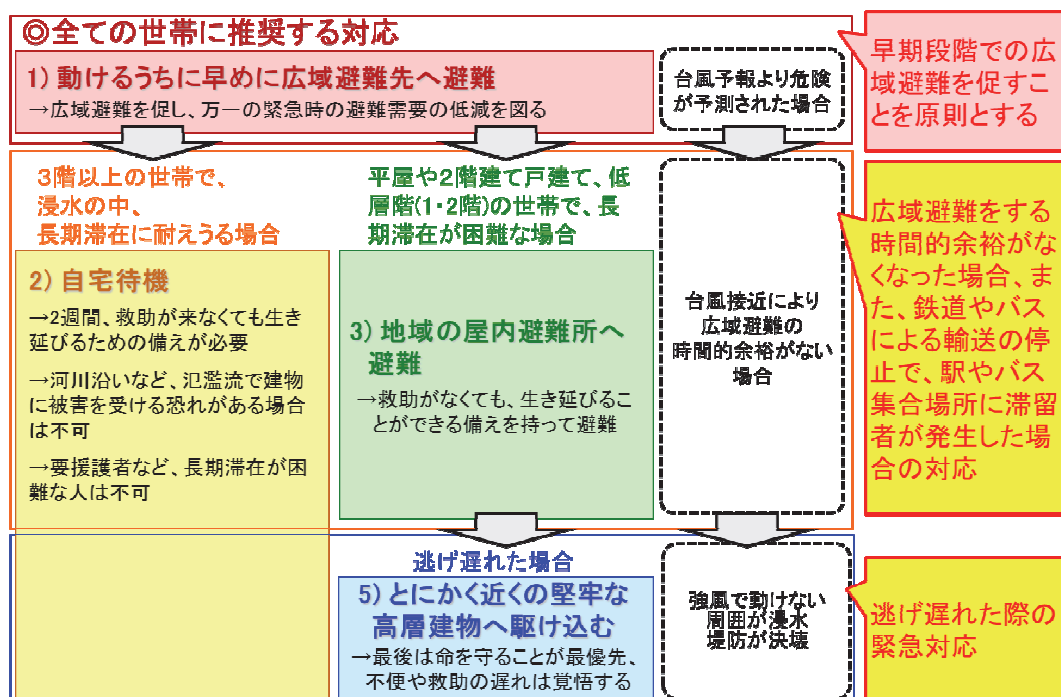 ◎全ての世帯に推奨する対応
1) 動けるうちに早めに広域避難先へ避難
→広域避難を促し、万一の緊急時の避難需要の低減を図る
台風予報より危険
が予測された場合
早期段階での広
域避難を促すこ
とを原則とする
3階以上の世帯で、
浸水の中、
長期滞在に耐えうる場合
2) 自宅待機
→2週間、救助が来なくても生き
延びるための備えが必要
→河川沿いなど、氾濫流で建物
に被害を受ける恐れがある場合
は不可
→要援護者など、長期滞在が困
難な人は不可
平屋や2階建て戸建て、低
層階(1・2階)の世帯で、長
期滞在が困難な場合
3) 地域の屋内避難所へ
避難
→救助がなくても、生き延びるこ
とができる備えを持って避難
台風接近により
広域避難の
時間的余裕がない
場合
広域避難をする
時間的余裕がな
くなった場合、ま
た、鉄道やバス
による輸送の停
止で、駅やバス
集合場所に滞留
者が発生した場
合の対応
逃げ遅れた場合
5) とにかく近くの堅牢な
高層建物へ駆け込む
→最後は命を守ることが最優先、
不便や救助の遅れは覚悟する
強風で動けない
周囲が浸水
堤防が決壊
逃げ遅れた際の
緊急対応